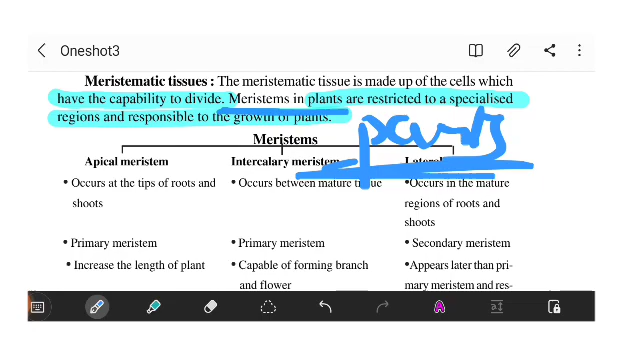 Oneshot3
Meristematic tissues : The meristematic tissue is made up of the cells which
have the capability to divide. Meristems in plants are restricted to a specialised
regions and responsible to the growth of plants.
parts
Meristems
Apical meristem
• Occurs at the tips of roots and
shoots
• Primary meristem
• Increase the length of plant
Intercalary meristem
• Occurs between mature tissue
• Primary meristem
• Capable of forming branch
and flower
• Occurs in the mature
regions of roots and
shoots
• Secondary meristem
• Appears later than pri-
mary meristem and res-